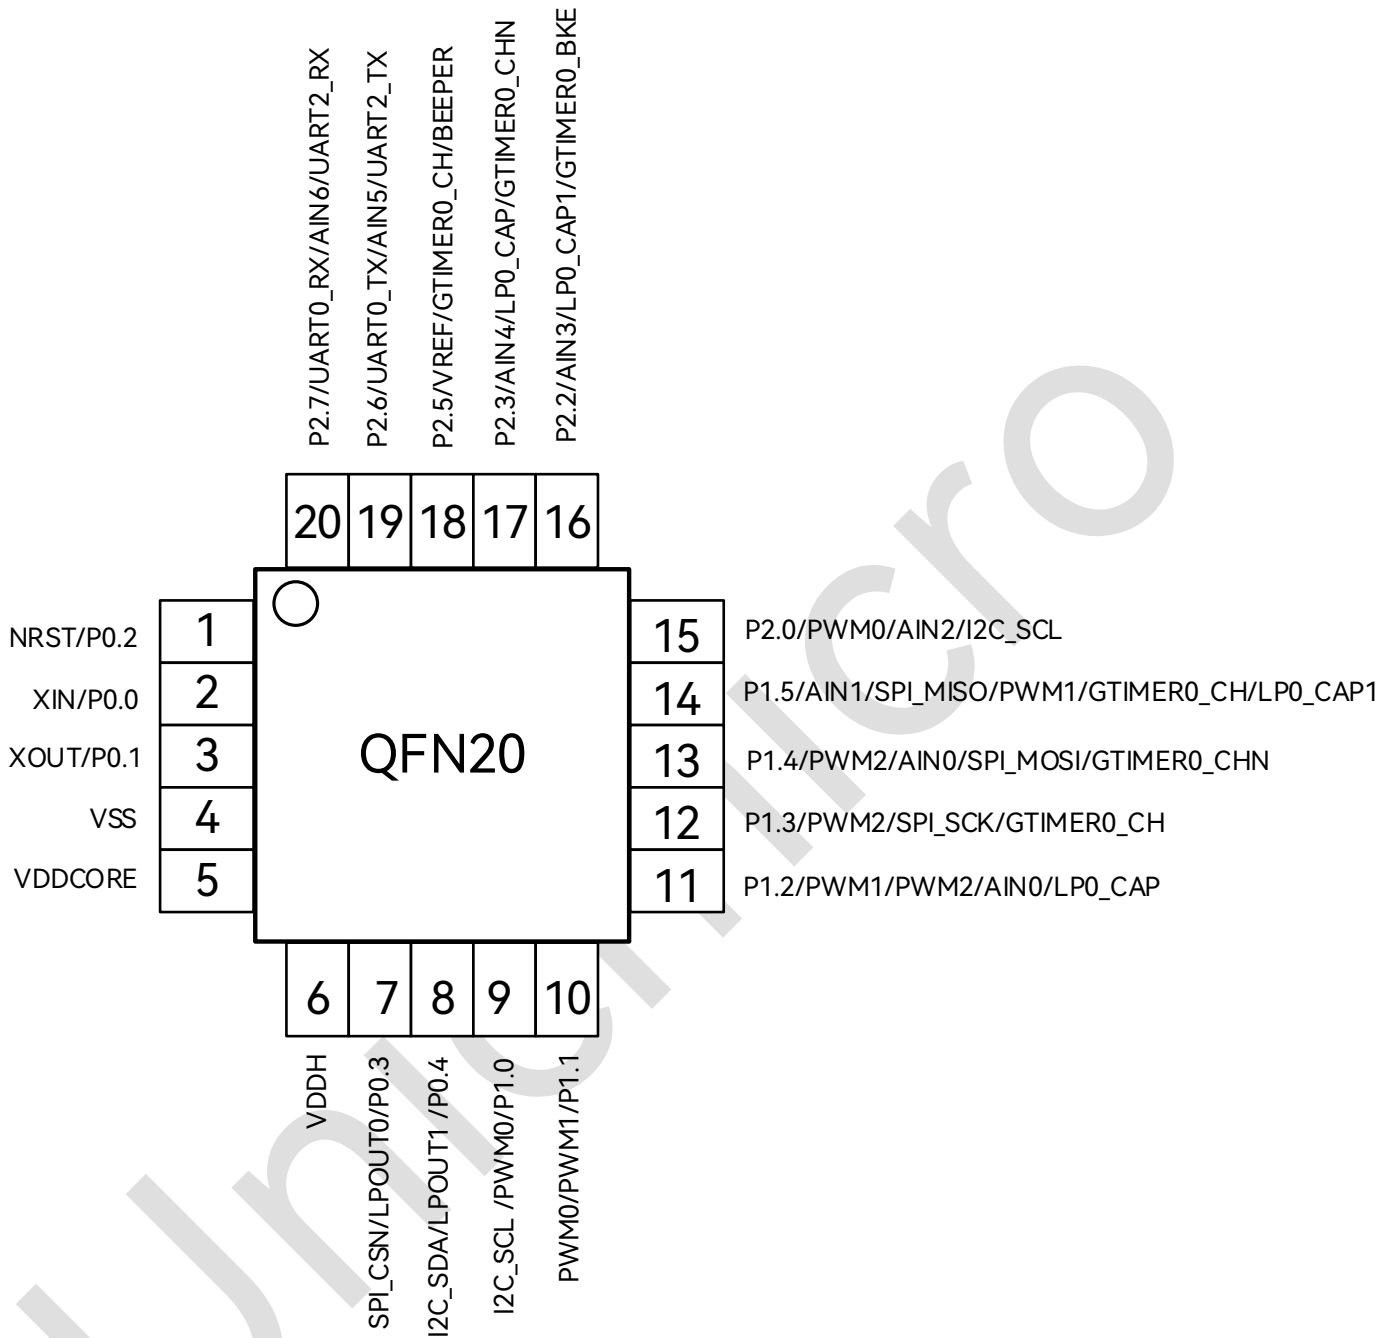 P2.7/UART0_RX/AIN6/UART2_RX
P2.6/UART0_TX/AIN5/UART2_TX
P2.5/VREF/GTIMER0_CH/BEEPER
P2.3/AIN4/LP0_CAP/GTIMER0_CHN
P2.2/AIN3/LP0_CAP1/GTIMER0_BKE
20 19 18 17 16
NRST/P0.2 1
XIN/P0.0 2
XOUT/P0.1 3
VSS 4
VDDCORE 5
QFN20
15 P2.0/PWM0/AIN2/I2C_SCL
14 P1.5/AIN1/SPI_MISO/PWM1/GTIMER0_CH/LP0_CAP1
13 P1.4/PWM2/AIN0/SPI_MOSI/GTIMER0_CHN
12 P1.3/PWM2/SPI_SCK/GTIMER0_CH
11 P1.2/PWM1/PWM2/AIN0/LP0_CAP
6 7 8 9 10
VDDH
SPI_CSN/LPOUT0/P0.3
I2C_SDA/LPOUT1 /P0.4
I2C_SCL /PWM0/P1.0
PWM0/PWM1/P1.1
Unicmicro